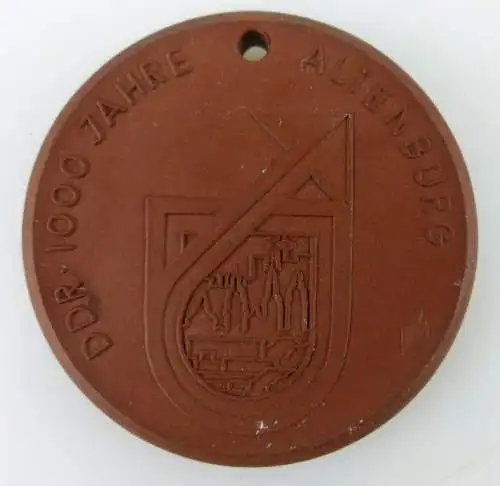 DDR · 1000 JAHRE ALTENBURG